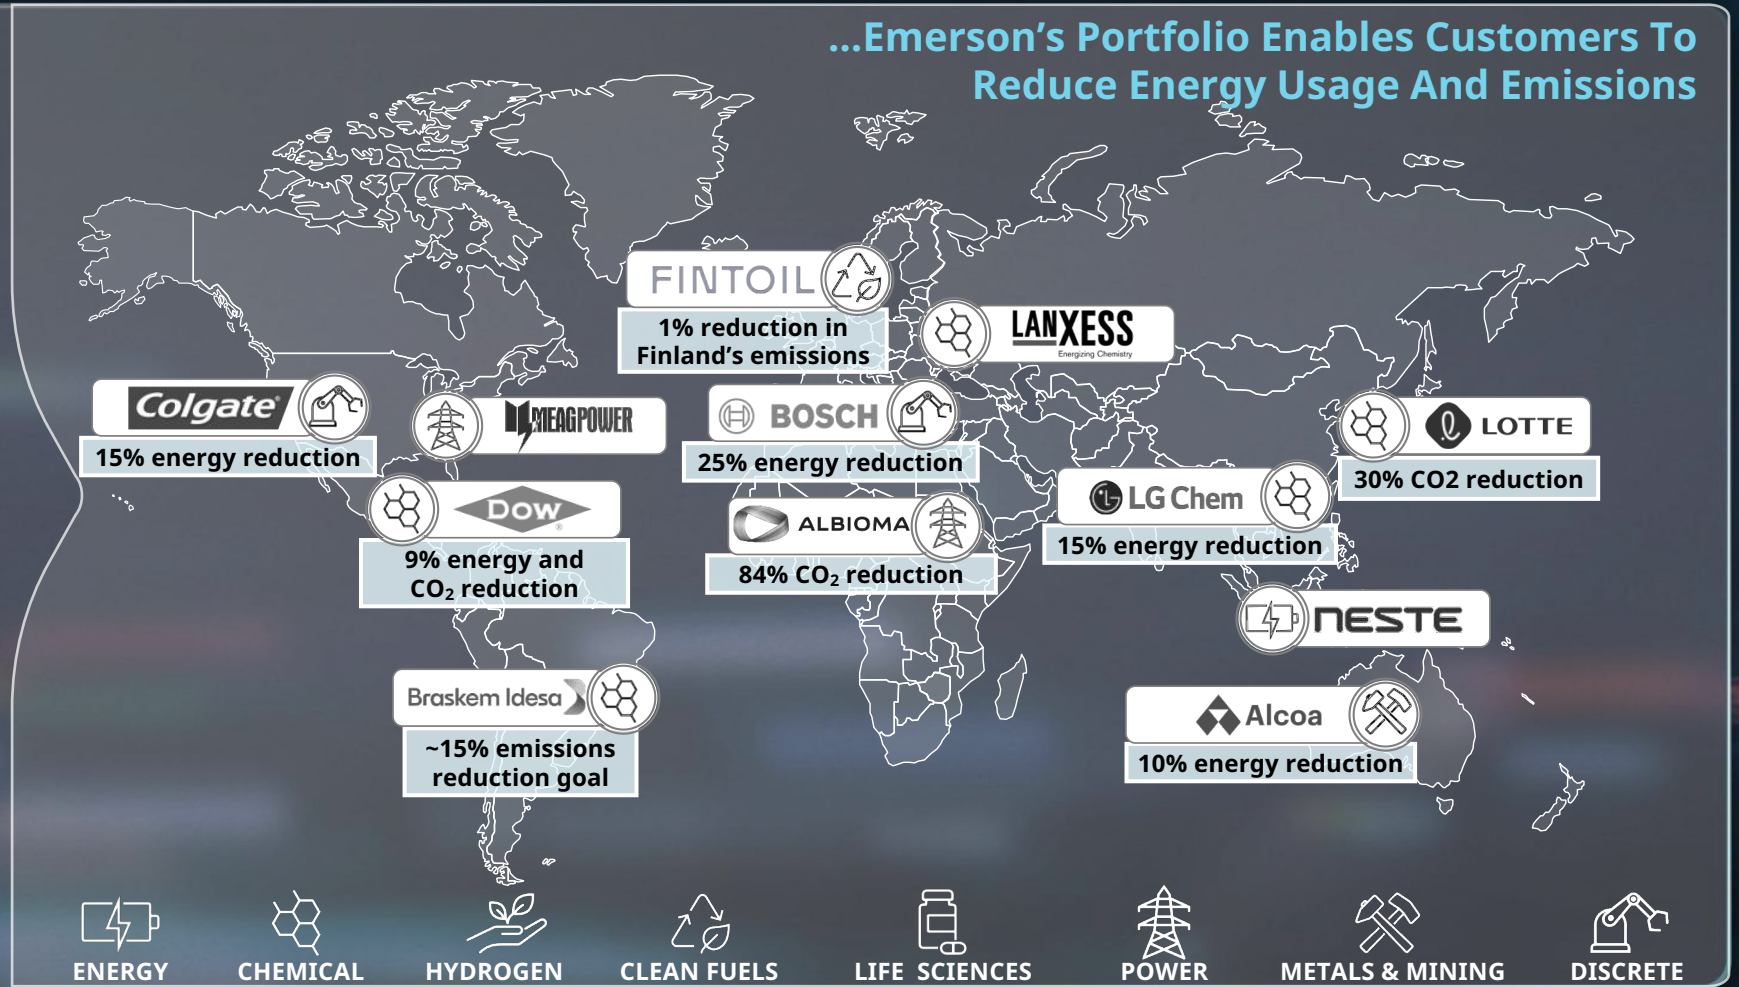 ...Emerson's Portfolio Enables Customers To
Reduce Energy Usage And Emissions
FINTOIL
1% reduction in
Finland's emissions
LANXESS
Energizing Chemistry
Colgate®
15% energy reduction
MEAGPOWER
BOSCH
25% energy reduction
LOTTE
30% CO2 reduction
DOW®
9% energy and
CO₂ reduction
ALBIOMA
84% CO₂ reduction
LG Chem
15% energy reduction
NESTE
Braskem Idesa
~15% emissions
reduction goal
Alcoa
10% energy reduction
ENERGY
CHEMICAL
HYDROGEN
CLEAN FUELS
LIFE SCIENCES
POWER
METALS & MINING
DISCRETE